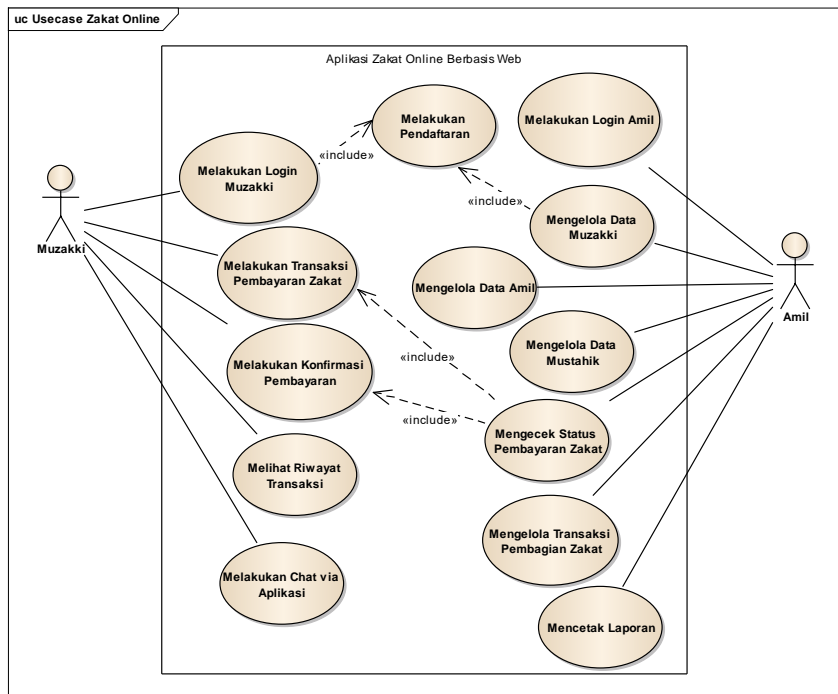 uc Usecase Zakat Online
Aplikasi Zakat Online Berbasis Web
Melakukan
Pendaftaran
Melakukan Login Amil
«include»
Melakukan Login
Muzakki
«include»
Mengelola Data
Muzakki
Muzakki
Melakukan Transaksi
Pembayaran Zakat
Mengelola Data Amil
Amil
Mengelola Data
Mustahik
«include»
Melakukan Konfirmasi
Pembayaran
«include»
Mengecek Status
Pembayaran Zakat
Melihat Riwayat
Transaksi
Mengelola Transaksi
Pembagian Zakat
Melakukan Chat via
Aplikasi
Mencetak Laporan